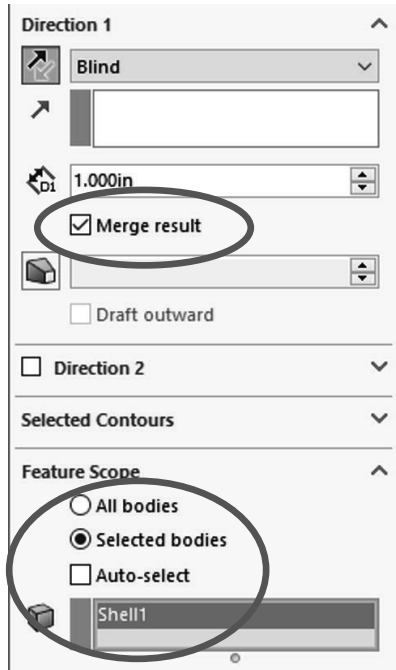 Direction 1
Blind
D1
1.000in
Merge result
Draft outward
Direction 2
Selected Contours
Feature Scope
All bodies
Selected bodies
Auto-select
Shell1